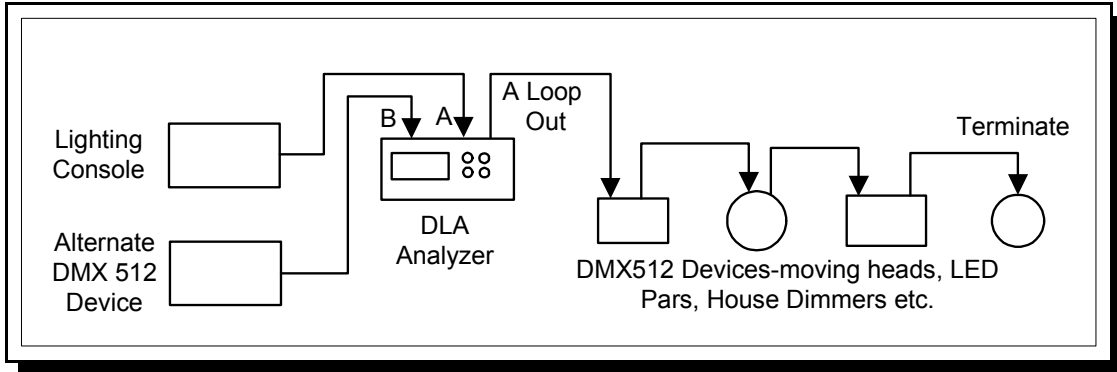 Lighting
Console
Alternate
DMX 512
Device
B
A
DLA
Analyzer
A Loop
Out
Terminate
DMX512 Devices-moving heads, LED
Pars, House Dimmers etc.